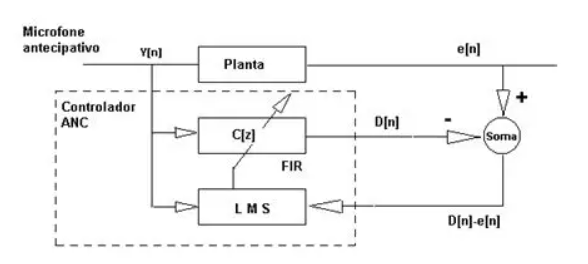 Microfone
antecipativo
Y[n]
Planta
e[n]
Controlador
ANC
C[z]
D[n]
-
+
Soma
FIR
L M S
D[n]-e[n]